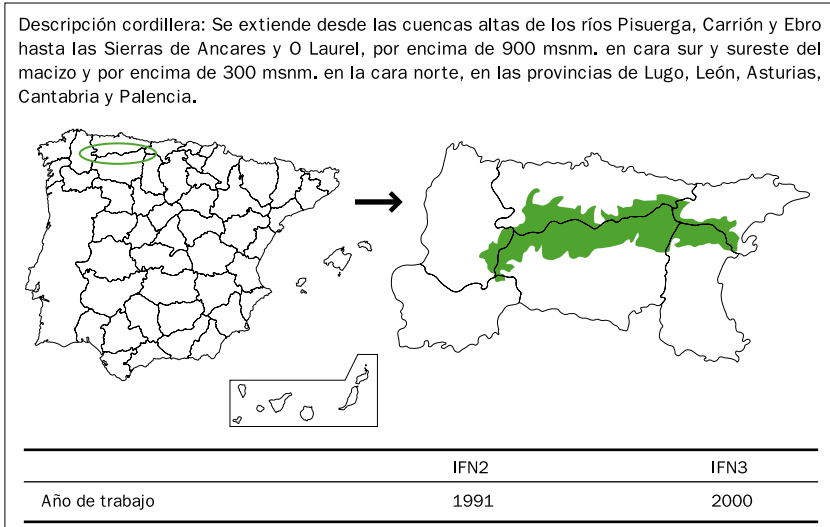 Descripción cordillera: Se extiende desde las cuencas altas de los ríos Pisuerga, Carrión y Ebro
hasta las Sierras de Ancares y O Laurel, por encima de 900 msnm. en cara sur y sureste del
macizo y por encima de 300 msnm. en la cara norte, en las provincias de Lugo, León, Asturias,
Cantabria y Palencia.
IFN2 IFN3
Año de trabajo 1991 2000